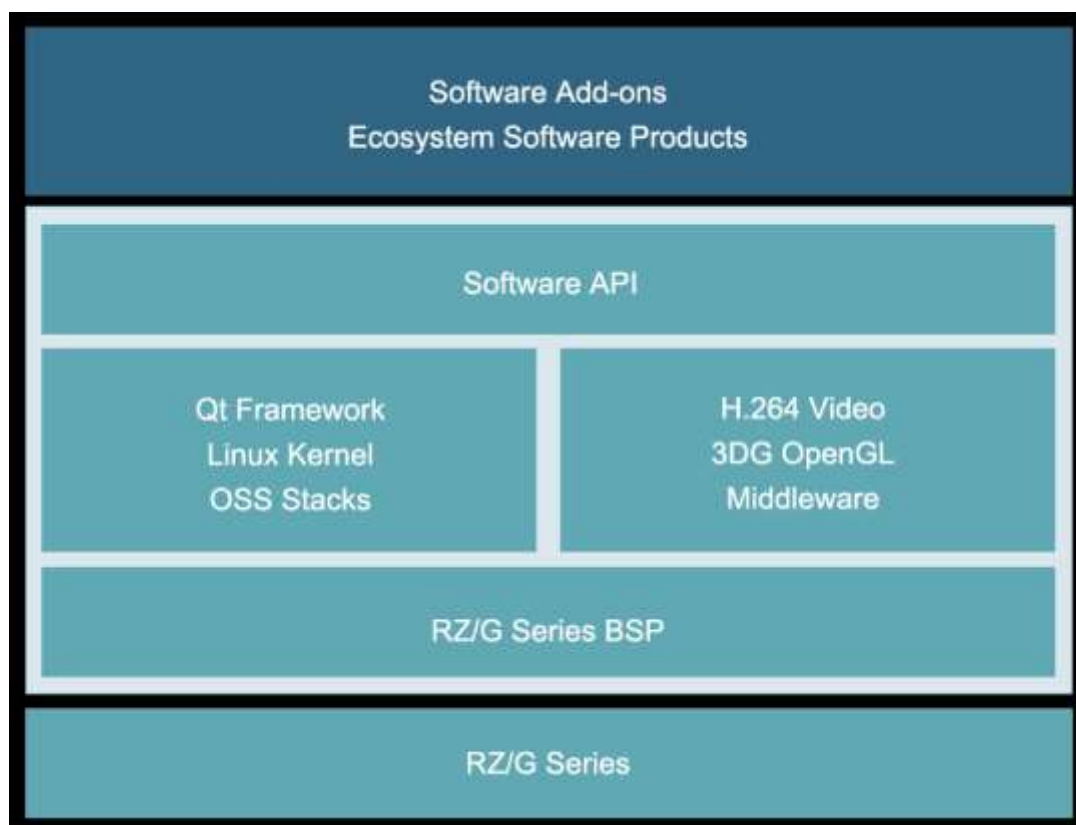 Software Add-ons
Ecosystem Software Products
Software API
Qt Framework
Linux Kernel
OSS Stacks
H.264 Video
3DG OpenGL
Middleware
RZ/G Series BSP
RZ/G Series